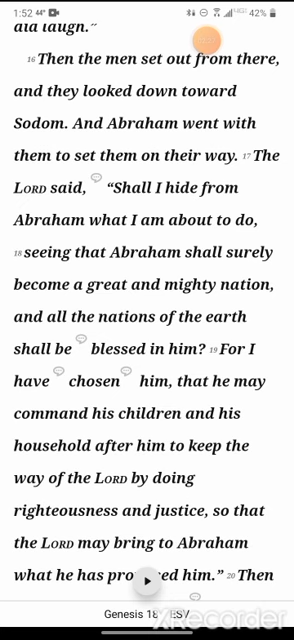 1:52 44° 42%
did laugh."
16 Then the men set out from there,
and they looked down toward
Sodom. And Abraham went with
them to set them on their way. 17 The
LORD said, “Shall I hide from
Abraham what I am about to do,
18 seeing that Abraham shall surely
become a great and mighty nation,
and all the nations of the earth
shall be blessed in him? 19 For I
have chosen him, that he may
command his children and his
household after him to keep the
way of the LORD by doing
righteousness and justice, so that
the LORD may bring to Abraham
what he has promised him.” 20 Then
Genesis 18 ESV
Xrecorder